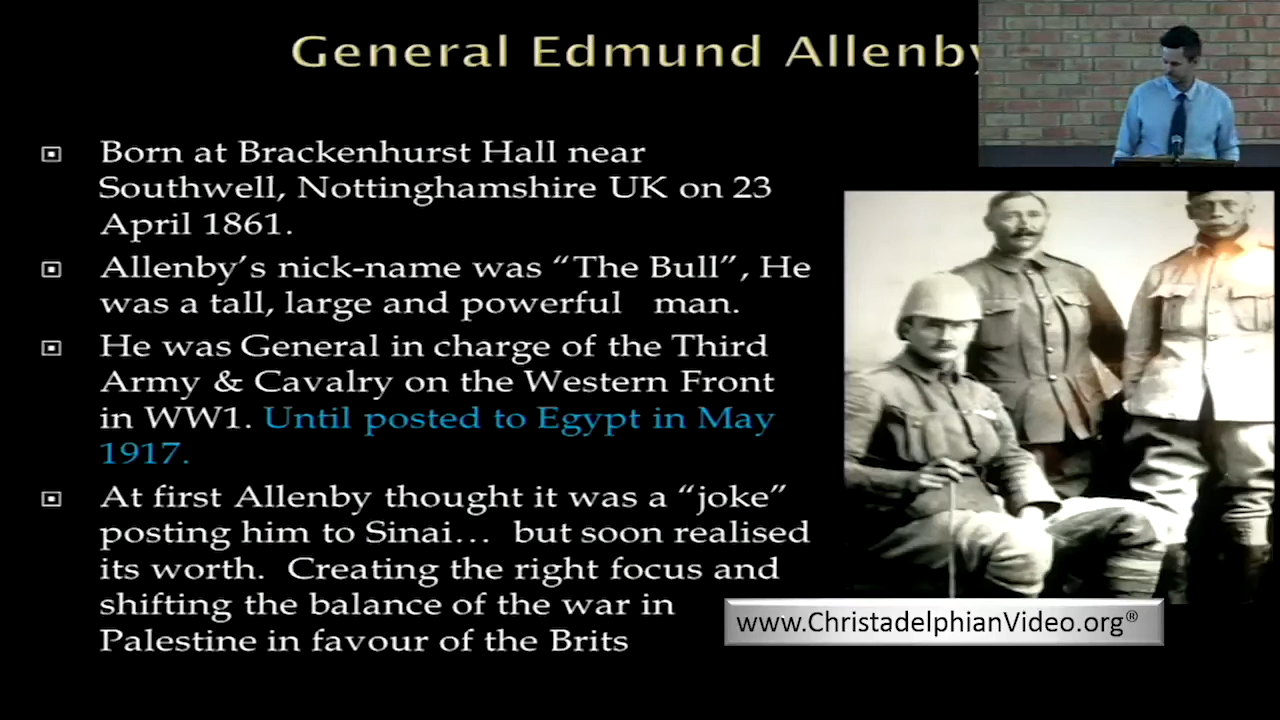 General Edmund Allenby
Born at Brackenhurst Hall near
Southwell, Nottinghamshire UK on 23
April 1861.
Allenby’s nick-name was “The Bull”, He
was a tall, large and powerful man.
He was General in charge of the Third
Army & Cavalry on the Western Front
in WW1. Until posted to Egypt in May
1917.
At first Allenby thought it was a “joke”
posting him to Sinai... but soon realised
its worth. Creating the right focus and
shifting the balance of the war in
Palestine in favour of the Brits
www.ChristadelphianVideo.org®